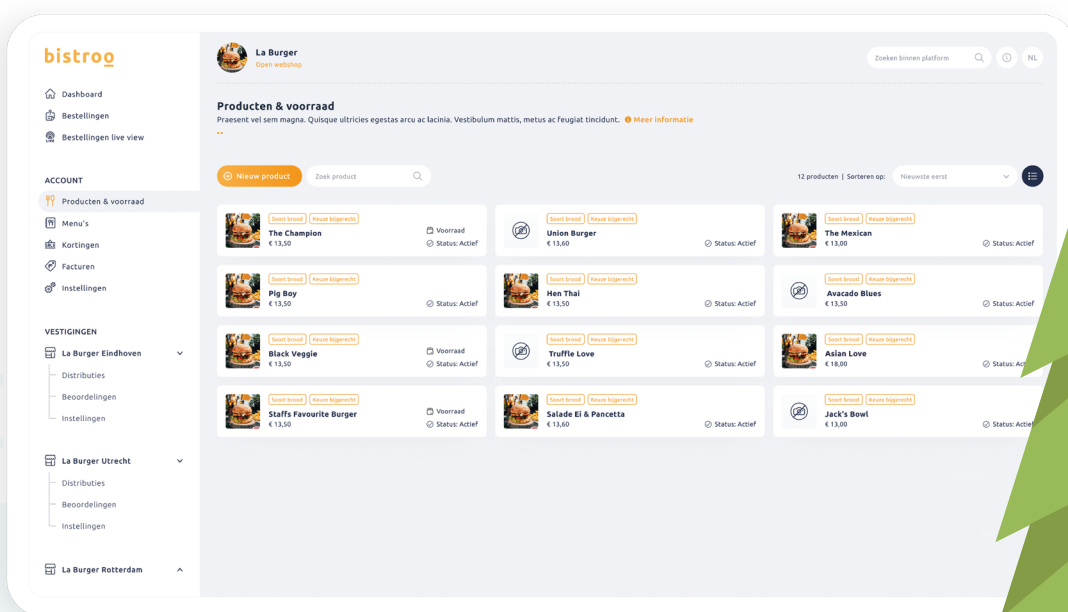 bistroo
La Burger
Open webshop
Zoeken binnen platform
NL
Dashboard
Bestellingen
Bestellingen live view
ACCOUNT
Producten & voorraad
Menu's
Kortingen
Facturen
Instellingen
VESTIGINGEN
La Burger Eindhoven
Distributies
Beoordelingen
Instellingen
La Burger Utrecht
Distributies
Beoordelingen
Instellingen
La Burger Rotterdam
Producten & voorraad
Praesent vel sem magna. Quisque ultricies egestas arcu ac lacinia. Vestibulum mattis, metus ac feugiat tincidunt. Meer informatie
Nieuw product
Zoek product
12 producten | Sorteren op: Nieuwste eerst
Soort brood Keuze bijgerecht
The Champion
€ 13,50
Voorraad
Status: Actief
Soort brood Keuze bijgerecht
Union Burger
€ 13,60
Status: Actief
Soort brood Keuze bijgerecht
The Mexican
€ 13,00
Status: Actief
Soort brood Keuze bijgerecht
Pig Boy
€ 13,50
Status: Actief
Soort brood Keuze bijgerecht
Hen Thai
€ 13,50
Status: Actief
Soort brood Keuze bijgerecht
Avacado Blues
€ 13,50
Status: Actief
Soort brood Keuze bijgerecht
Black Veggie
€ 13,50
Voorraad
Status: Actief
Soort brood Keuze bijgerecht
Truffle Love
€ 13,50
Status: Actief
Soort brood Keuze bijgerecht
Asian Love
€ 18,00
Status: Act
Soort brood Keuze bijgerecht
Staffs Favourite Burger
€ 13,50
Voorraad
Status: Actief
Soort brood Keuze bijgerecht
Salade Ei & Pancetta
€ 13,60
Status: Actief
Soort brood Keuze bijgerecht
Jack's Bowl
€ 13,00
Status: Actief